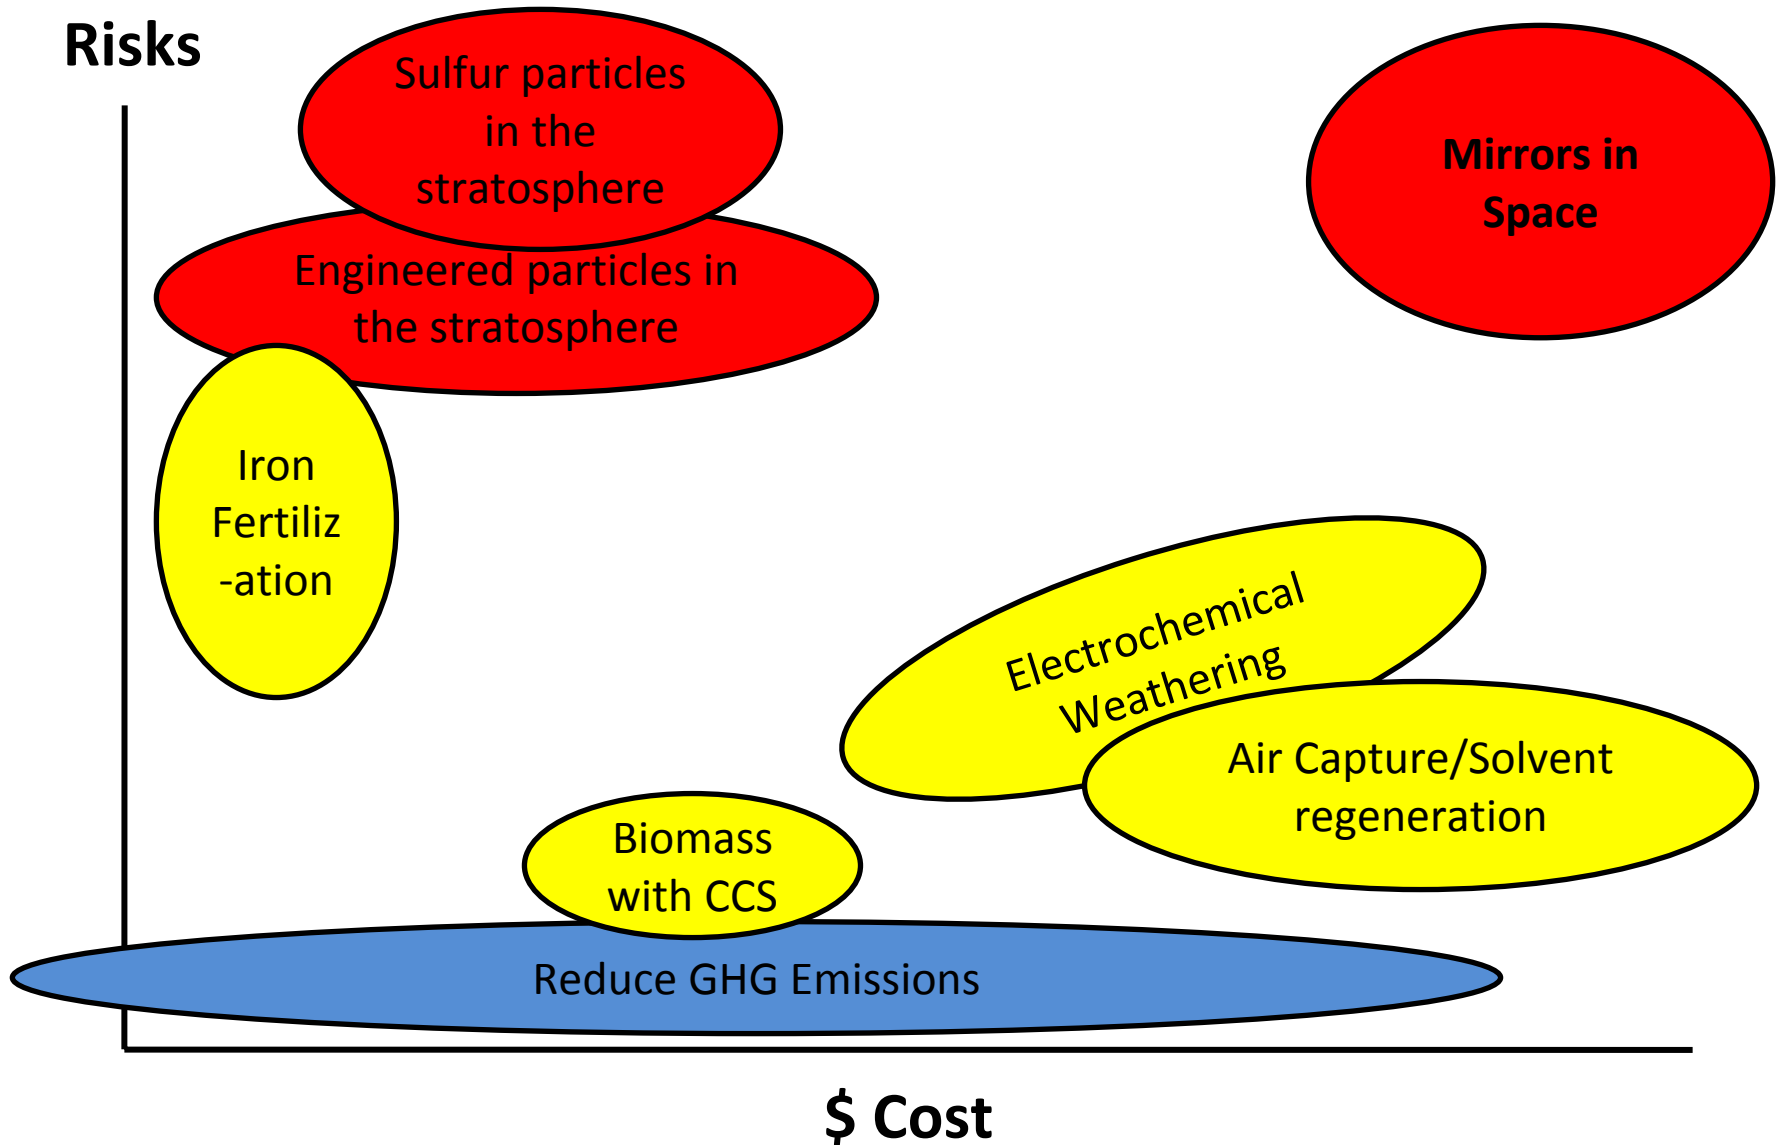 Risks
Sulfur particles
in the
stratosphere
Mirrors in
Space
Engineered particles in
the stratosphere
Iron
Fertiliz
-ation
Electrochemical
Weathering
Air Capture/Solvent
regeneration
Biomass
with CCS
Reduce GHG Emissions
$ Cost